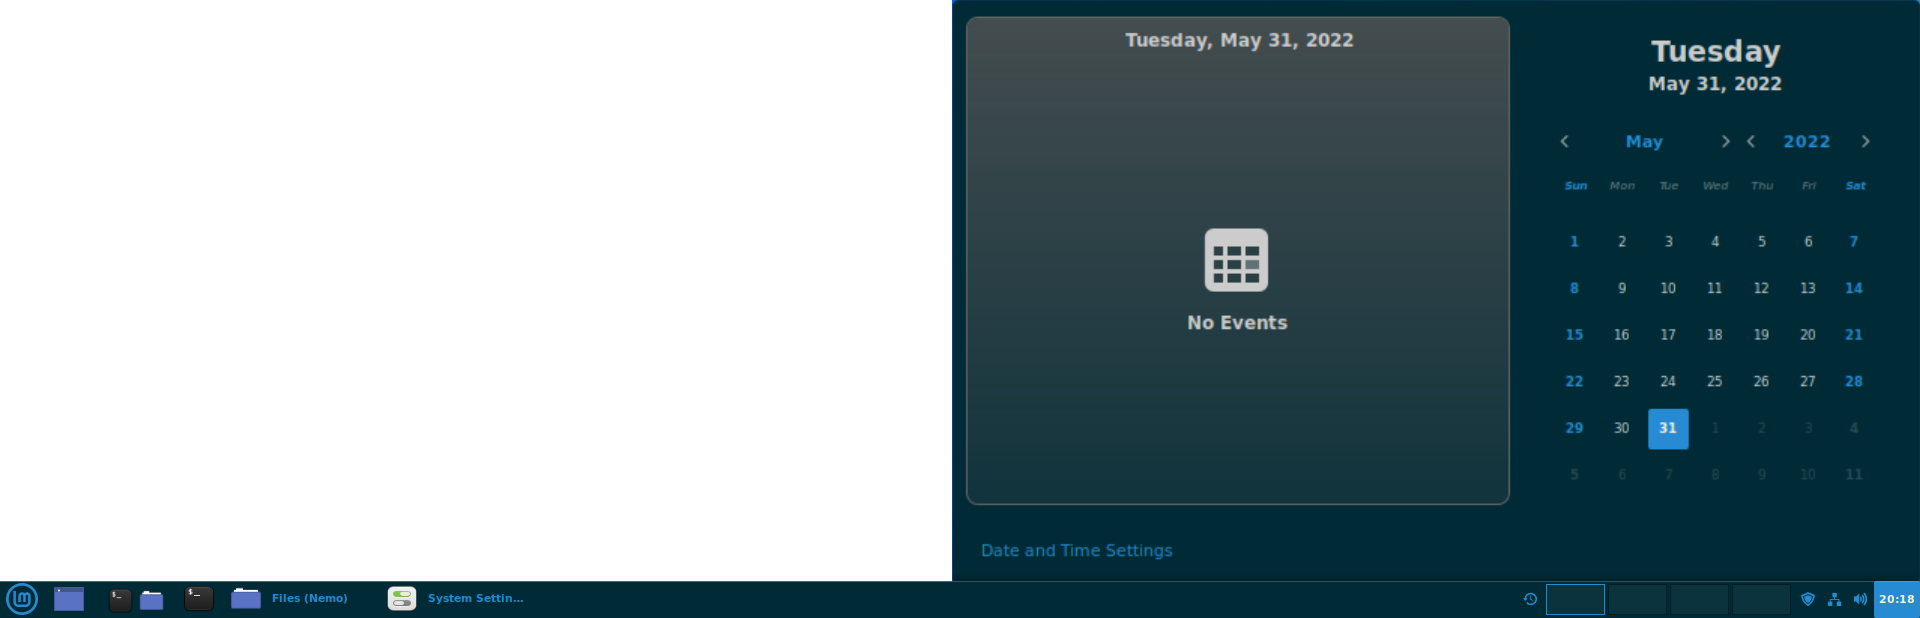 Tuesday, May 31, 2022
No Events
Date and Time Settings
Tuesday
May 31, 2022
May 2022
Sun Mon Tue Wed Thu Fri Sat
1 2 3 4 5 6 7
8 9 10 11 12 13 14
15 16 17 18 19 20 21
22 23 24 25 26 27 28
29 30 31 1 2 3 4
5 6 7 8 9 10 11
$_ $_ Files (Nemo) System Settin... 20:18